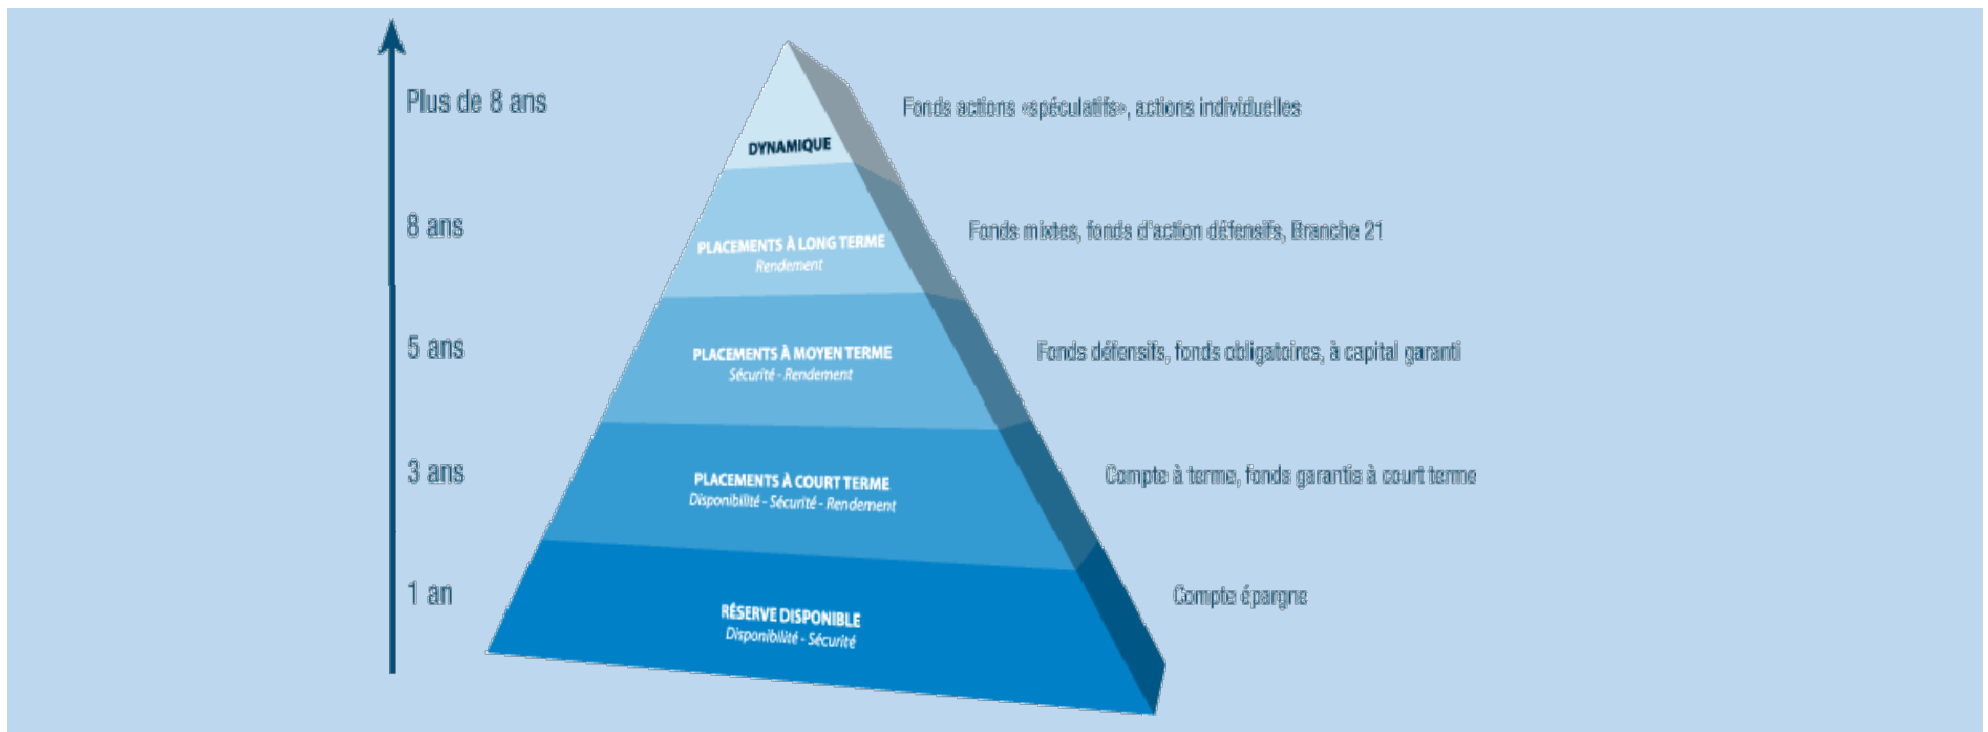 Plus de 8 ans
DYNAMIQUE
Fonds actions «spéculatifs», actions individuelles
8 ans
PLACEMENTS À LONG TERME
Rendement
Fonds mixtes, fonds d'action défensifs, Branche 21
5 ans
PLACEMENTS À MOYEN TERME
Sécurité - Rendement
Fonds défensifs, fonds obligatoires, à capital garanti
3 ans
PLACEMENTS À COURT TERME
Disponibilité - Sécurité - Rendement
Compte à terme, fonds garantis à court terme
1 an
RÉSERVE DISPONIBLE
Disponibilité - Sécurité
Compte épargne